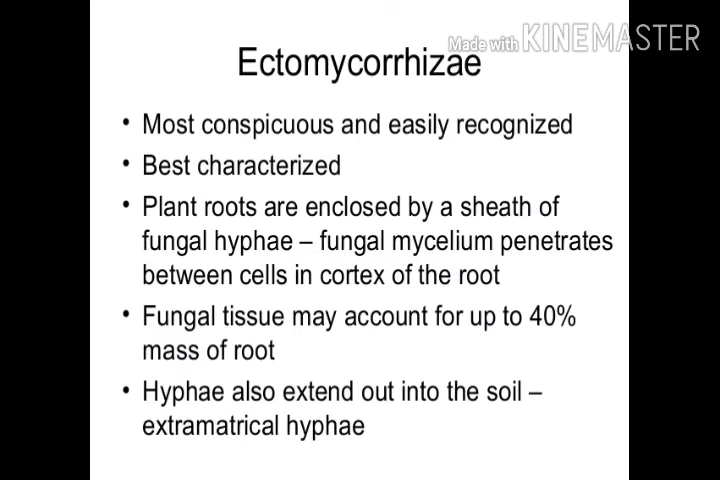 Made with KINEMASTER
Ectomycorrhizae
• Most conspicuous and easily recognized
• Best characterized
• Plant roots are enclosed by a sheath of
fungal hyphae – fungal mycelium penetrates
between cells in cortex of the root
• Fungal tissue may account for up to 40%
mass of root
• Hyphae also extend out into the soil –
extramatrical hyphae